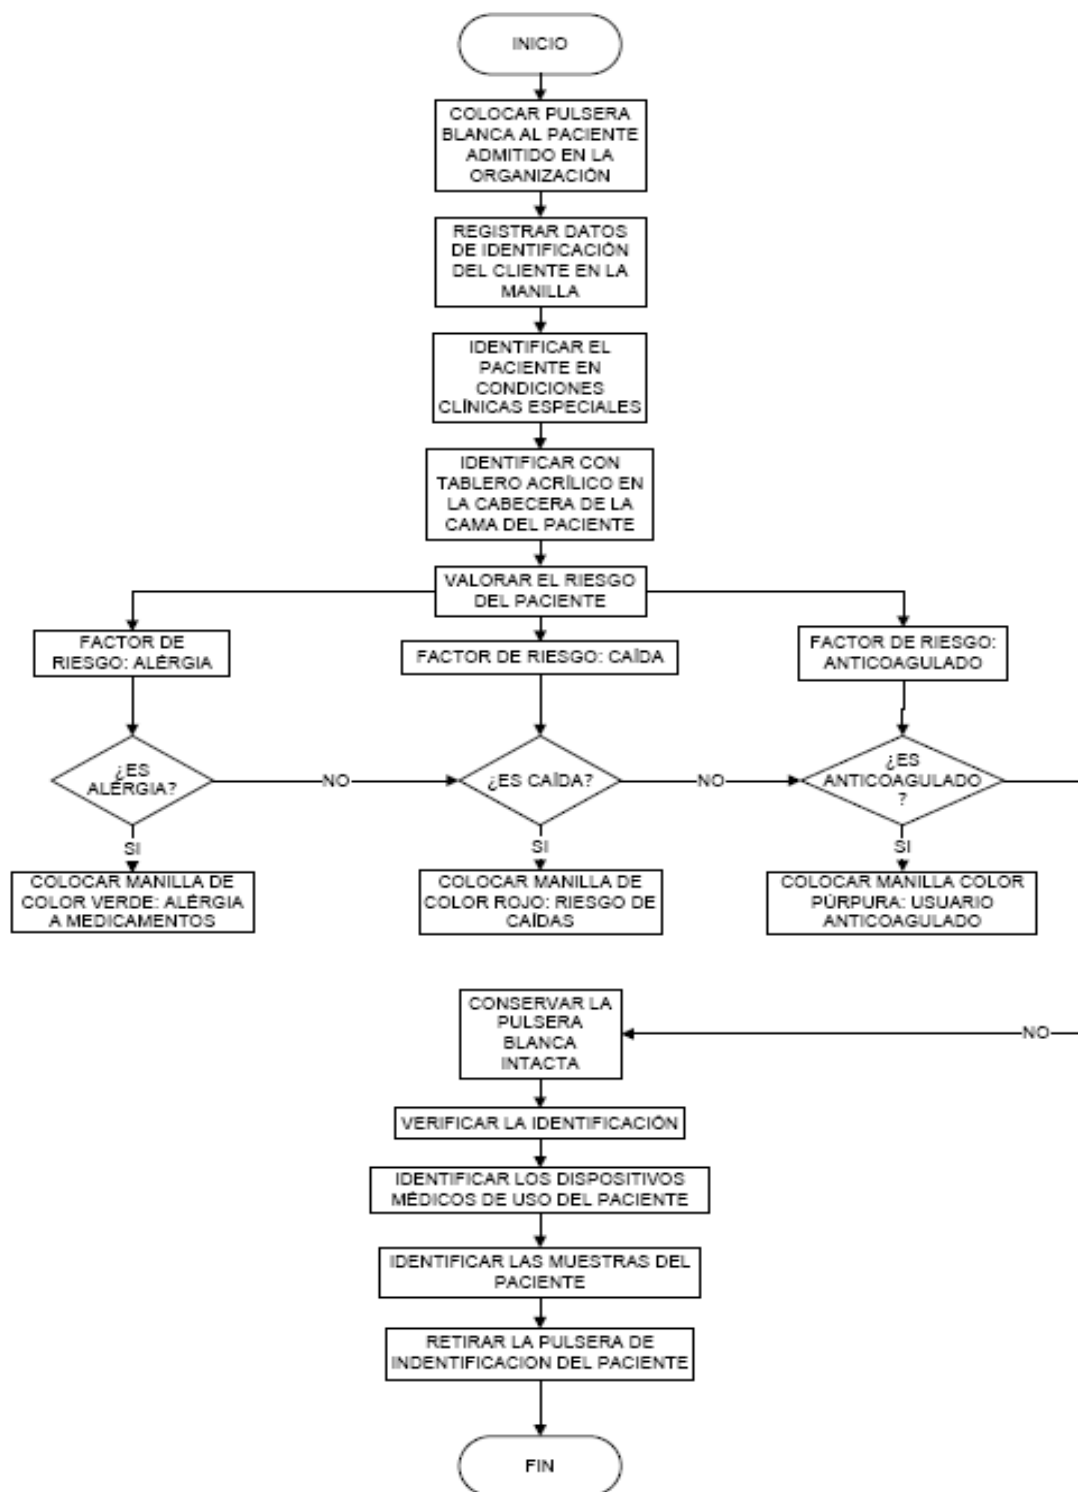 INICIO
COLOCAR PULSERA
BLANCA AL PACIENTE
ADMITIDO EN LA
ORGANIZACIÓN
REGISTRAR DATOS
DE IDENTIFICACIÓN
DEL CLIENTE EN LA
MANILLA
IDENTIFICAR EL
PACIENTE EN
CONDICIONES
CLÍNICAS ESPECIALES
IDENTIFICAR CON
TABLERO ACRÍLICO EN
LA CABECERA DE LA
CAMA DEL PACIENTE
VALORAR EL RIESGO
DEL PACIENTE
FACTOR DE
RIESGO: ALÉRGIA
FACTOR DE RIESGO: CAÍDA
FACTOR DE RIESGO:
ANTICOAGULADO
¿ES
ALÉRGIA?
NO
¿ES CAÍDA?
NO
¿ES
ANTICOAGULADO
?
SI
SI
SI
COLOCAR MANILLA DE
COLOR VERDE: ALÉRGIA
A MEDICAMENTOS
COLOCAR MANILLA DE
COLOR ROJO: RIESGO DE
CAÍDAS
COLOCAR MANILLA COLOR
PÚRPURA: USUARIO
ANTICOAGULADO
CONSERVAR LA
PULSERA
BLANCA
INTACTA
NO
VERIFICAR LA IDENTIFICACIÓN
IDENTIFICAR LOS DISPOSITIVOS
MÉDICOS DE USO DEL PACIENTE
IDENTIFICAR LAS MUESTRAS DEL
PACIENTE
RETIRAR LA PULSERA DE
INDENTIFICACION DEL PACIENTE
FIN